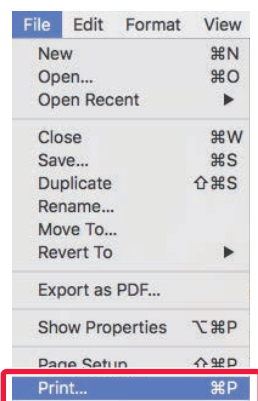 File Edit Format View
New ⌘N
Open... ⌘O
Open Recent ▶
Close ⌘W
Save... ⌘S
Duplicate ⇧⌘S
Rename...
Move To...
Revert To ▶
Export as PDF...
Show Properties ⌥⌘P
Page Setup ⇧⌘P
Print... ⌘P